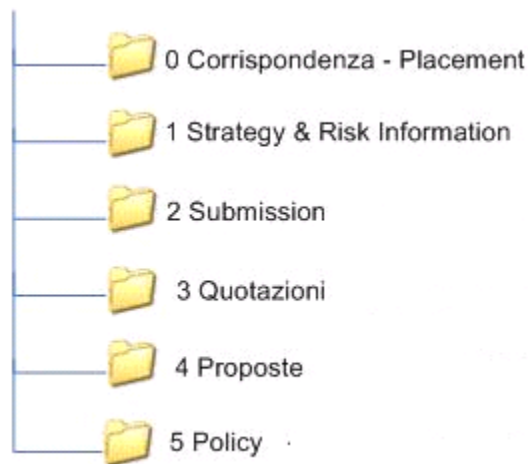 0 Corrispondenza - Placement
1 Strategy & Risk Information
2 Submission
3 Quotazioni
4 Proposte
5 Policy